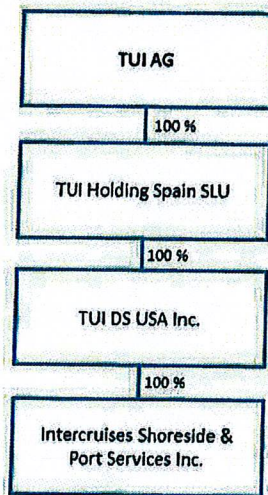 TUI AG
100 %
TUI Holding Spain SLU
100 %
TUI DS USA Inc.
100 %
Intercruises Shoreside &
Port Services Inc.